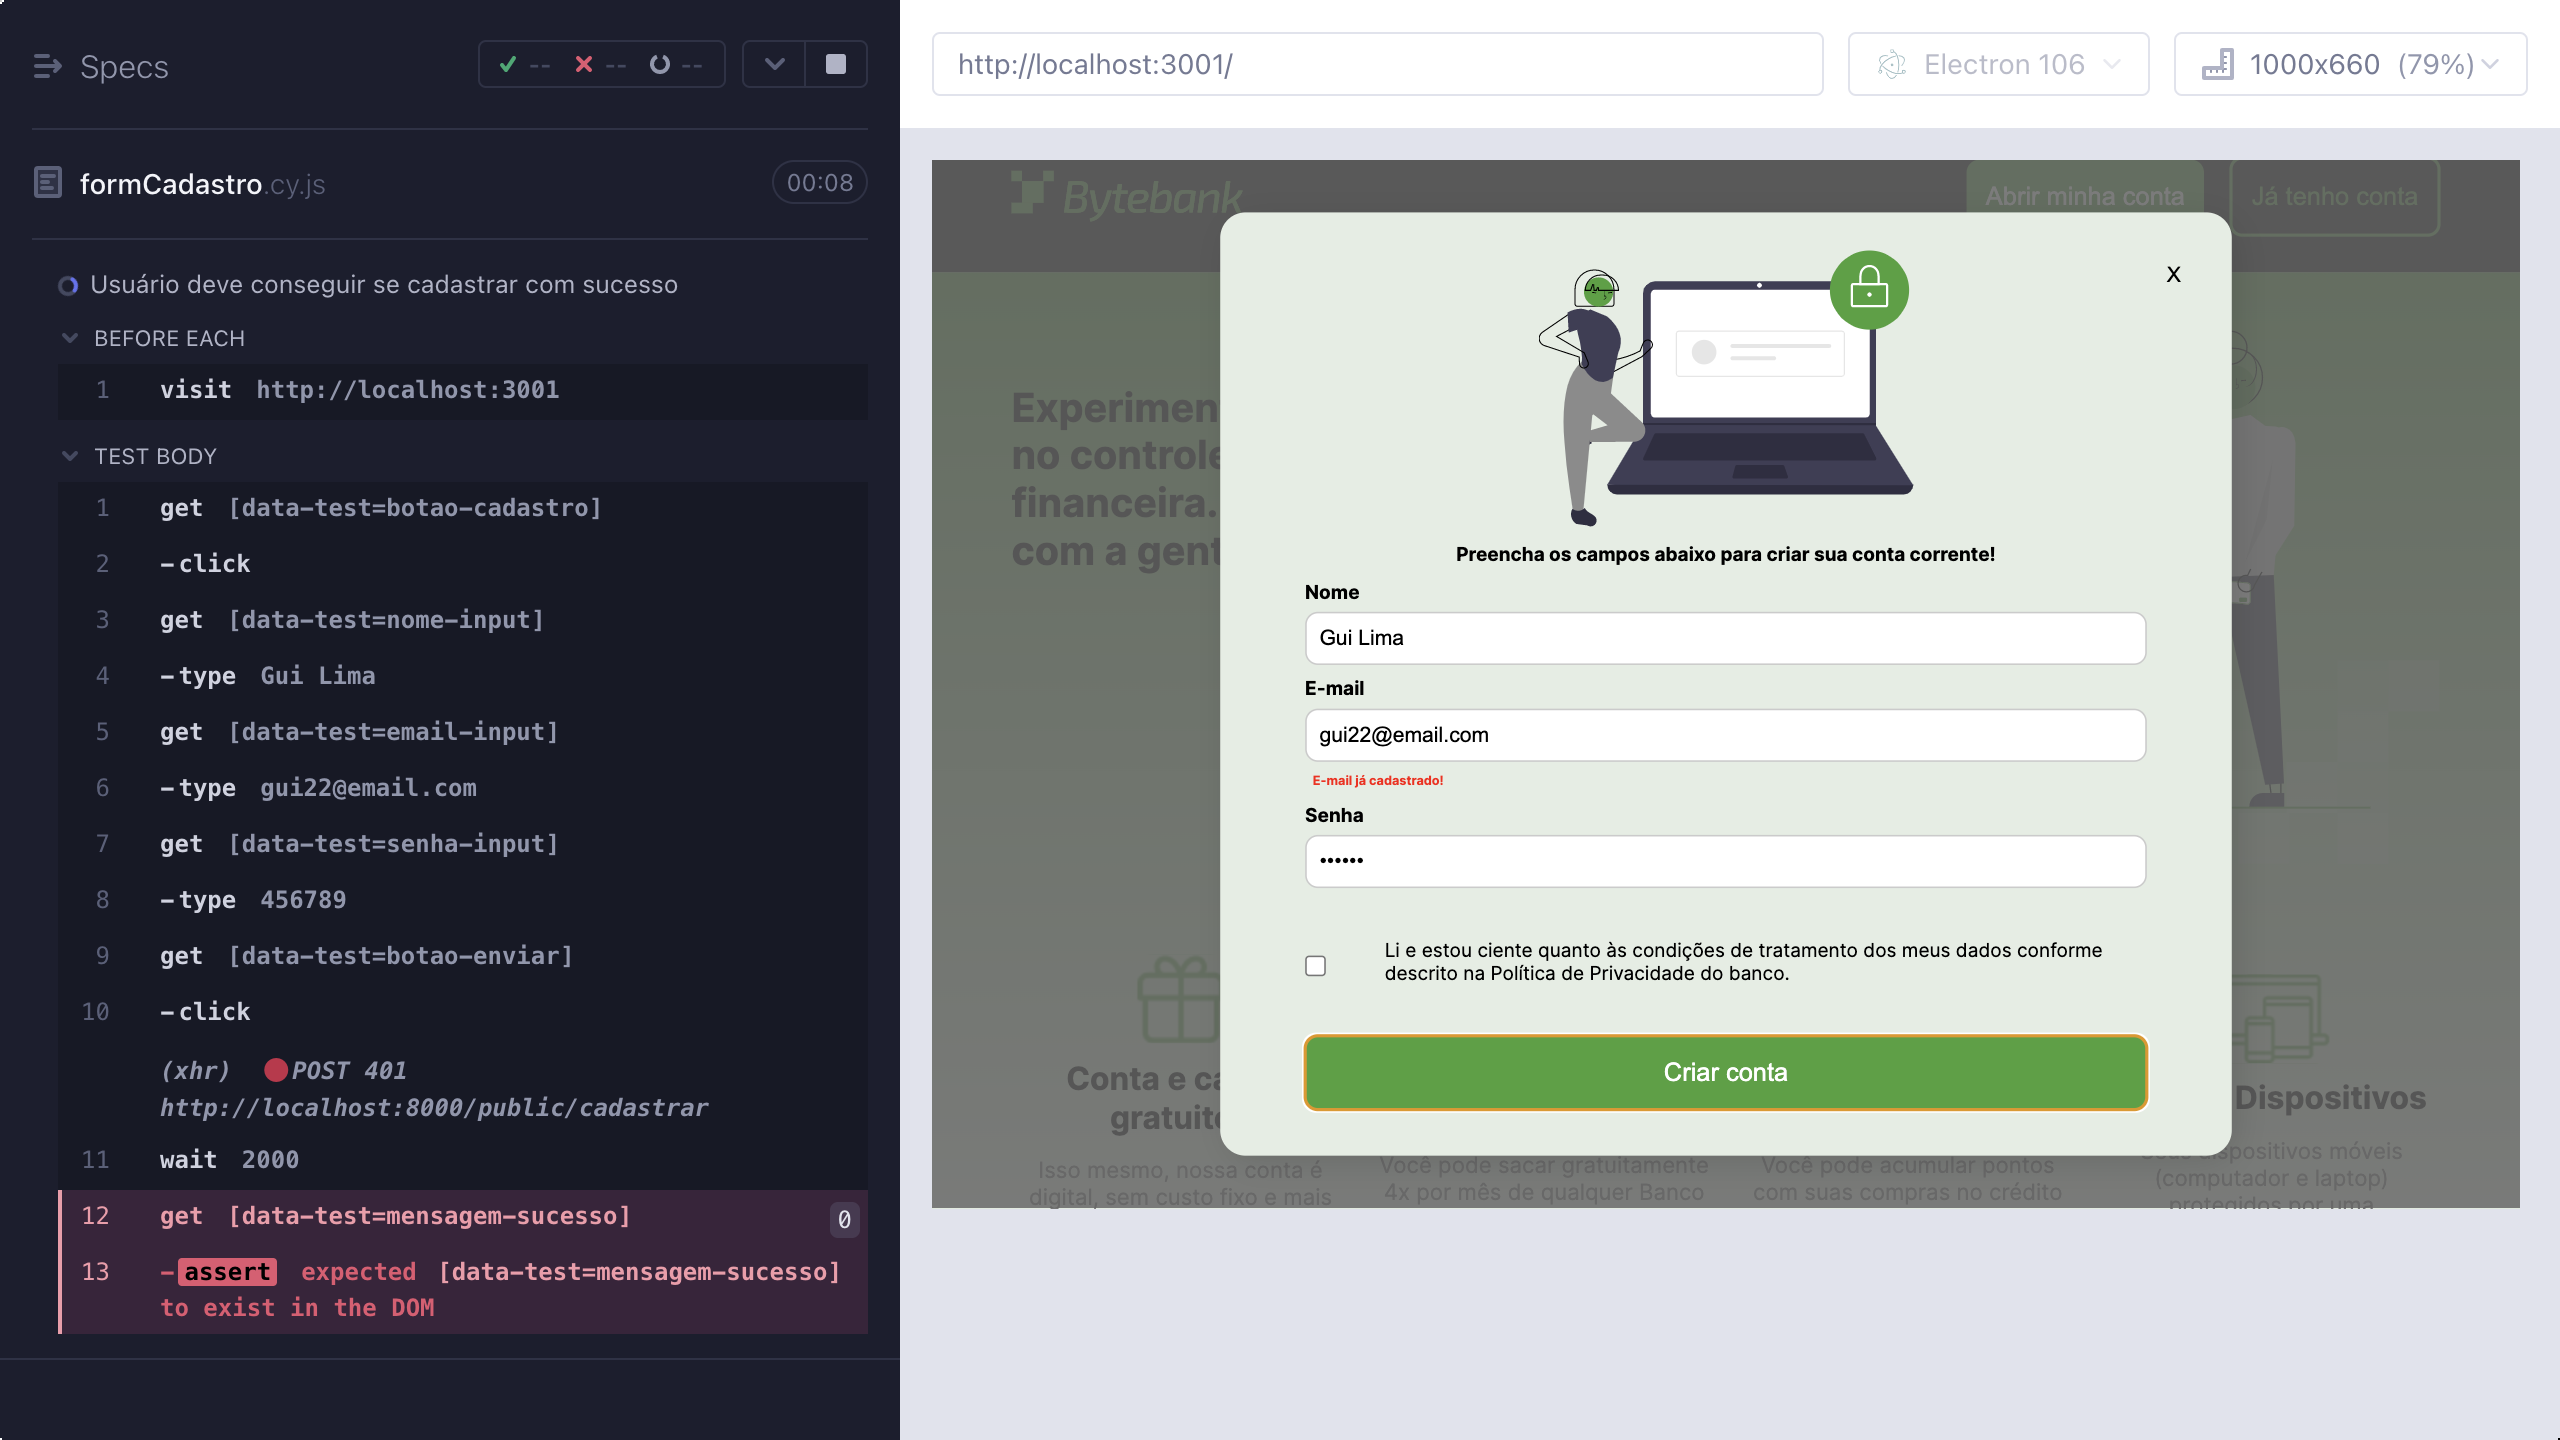 Specs
-- -- --
formCadastro.cy.js
00:08
Usuário deve conseguir se cadastrar com sucesso
BEFORE EACH
1 visit http://localhost:3001
TEST BODY
1 get [data-test=botao-cadastro]
2 -click
3 get [data-test=nome-input]
4 -type Gui Lima
5 get [data-test=email-input]
6 -type gui22@email.com
7 get [data-test=senha-input]
8 -type 456789
9 get [data-test=botao-enviar]
10 -click
(xhr) POST 401
http://localhost:8000/public/cadastrar
11 wait 2000
12 get [data-test=mensagem-sucesso] 0
13 -assert expected [data-test=mensagem-sucesso]
to exist in the DOM
http://localhost:3001/
Electron 106
1000x660 (79%)
Bytebank
Abrir minha conta
Já tenho conta
X
Experimen
no controle
financeira.
com a gent
Preencha os campos abaixo para criar sua conta corrente!
Nome
Gui Lima
E-mail
gui22@email.com
E-mail já cadastrado!
Senha
••••••
Li e estou ciente quanto às condições de tratamento dos meus dados conforme
descrito na Política de Privacidade do banco.
Criar conta
Conta e ca
gratuit
Isso mesmo, nossa conta é
digital, sem custo fixo e mais
Você pode sacar gratuitamente
4x por mês de qualquer Banco
Você pode acumular pontos
com suas compras no crédito
Dispositivos
dispositivos móveis
(computador e laptop)
protegidos por uma